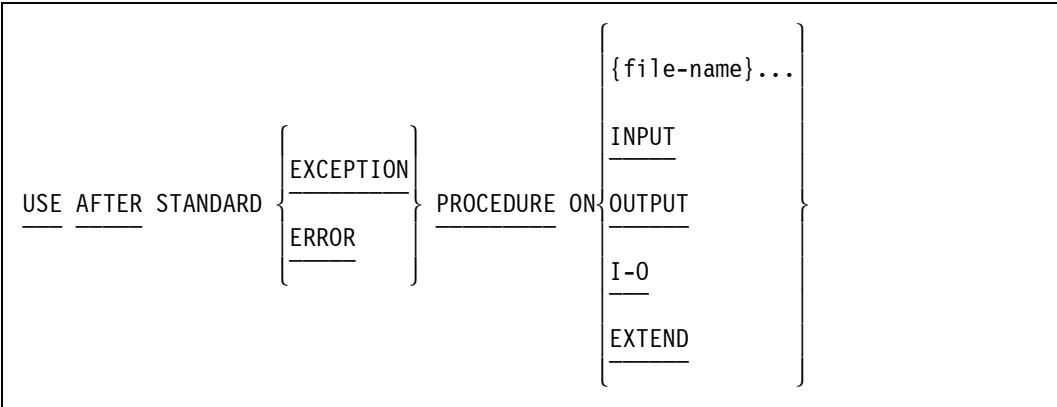 {file-name}...
INPUT
EXCEPTION
USE AFTER STANDARD PROCEDURE ON OUTPUT
ERROR
I-O
EXTEND